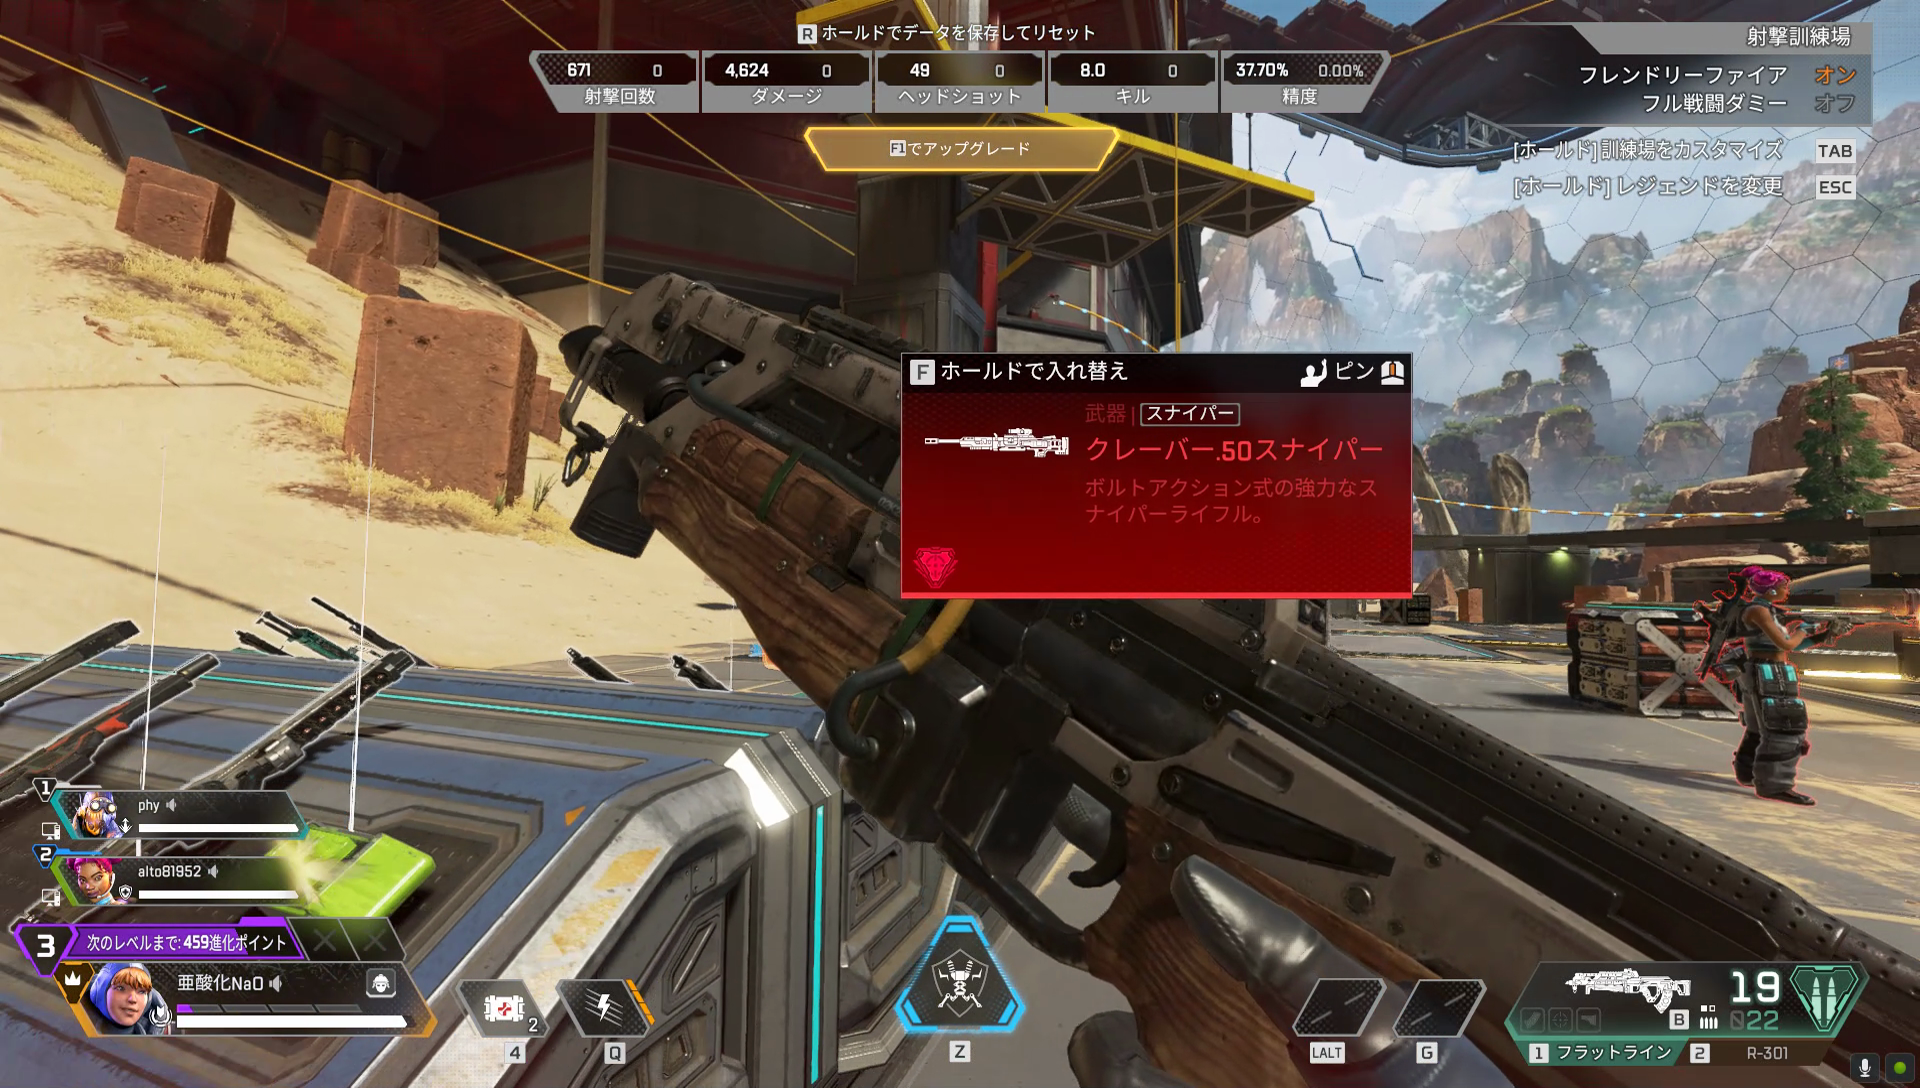 R ホールドでデータを保存してリセット
671 0 4,624 0 49 0 8.0 0 37.70% 0.00%
射撃回数 ダメージ ヘッドショット キル 精度
F1でアップグレード
射撃訓練場
フレンドリーファイア オン
フル戦闘ダミー オフ
[ホールド]訓練場をカスタマイズ TAB
[ホールド]レジェンドを変更 ESC
F ホールドで入れ替え ピン
武器 | スナイパー
クレーバー.50スナイパー
ボルトアクション式の強力なス
ナイパーライフル。
1
phy
2
alto81952
3 次のレベルまで:459進化ポイント
亜酸化NaO
2
4 Q Z LALT G
19
B 022
1 フラットライン 2 R-301